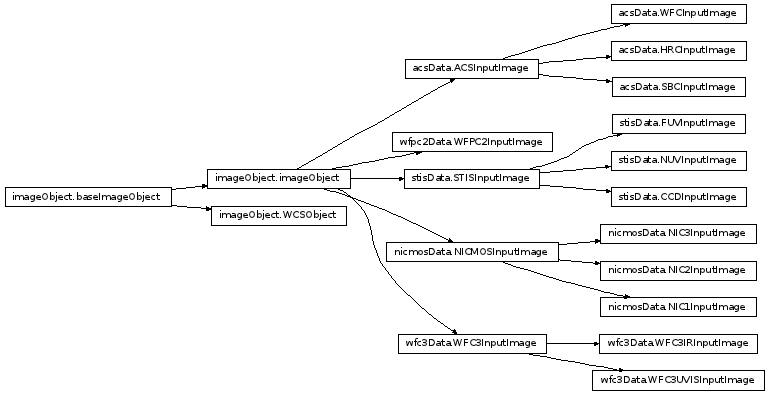 acsData.WFCInputImage
acsData.HRCInputImage
acsData.ACSInputImage
acsData.SBCInputImage
stisData.FUVInputImage
wfpc2Data.WFPC2InputImage
stisData.NUVInputImage
imageObject.imageObject
stisData.STISInputImage
imageObject.baseImageObject
stisData.CCDInputImage
imageObject.WCSObject
nicmosData.NIC3InputImage
nicmosData.NICMOSInputImage
nicmosData.NIC2InputImage
nicmosData.NIC1InputImage
wfc3Data.WFC3InputImage
wfc3Data.WFC3IRInputImage
wfc3Data.WFC3UVISInputImage